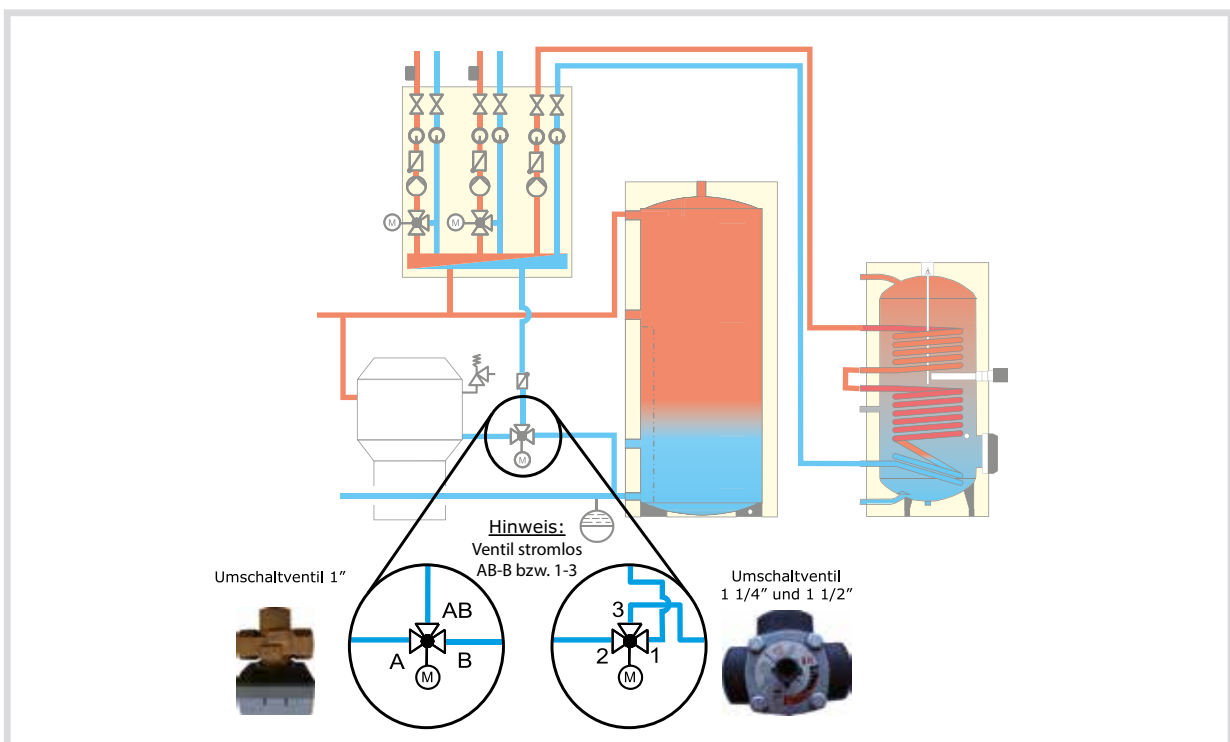 M
M
M
Hinweis:
Ventil stromlos
AB-B bzw. 1-3
Umschaltventil 1”
Umschaltventil
1 1/4” und 1 1/2”
AB
A
B
M
3
2
1
M